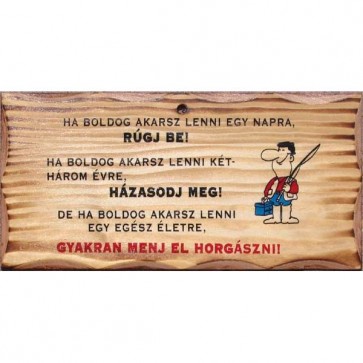 HA BOLDOG AKARSZ LENNI EGY NAPRA,
RÚGJ BE!
HA BOLDOG AKARSZ LENNI KÉT-
HÁROM ÉVRE,
HÁZASODJ MEG!
DE HA BOLDOG AKARSZ LENNI
EGY EGÉSZ ÉLETRE,
GYAKRAN MENJ EL HORGÁSZNI!